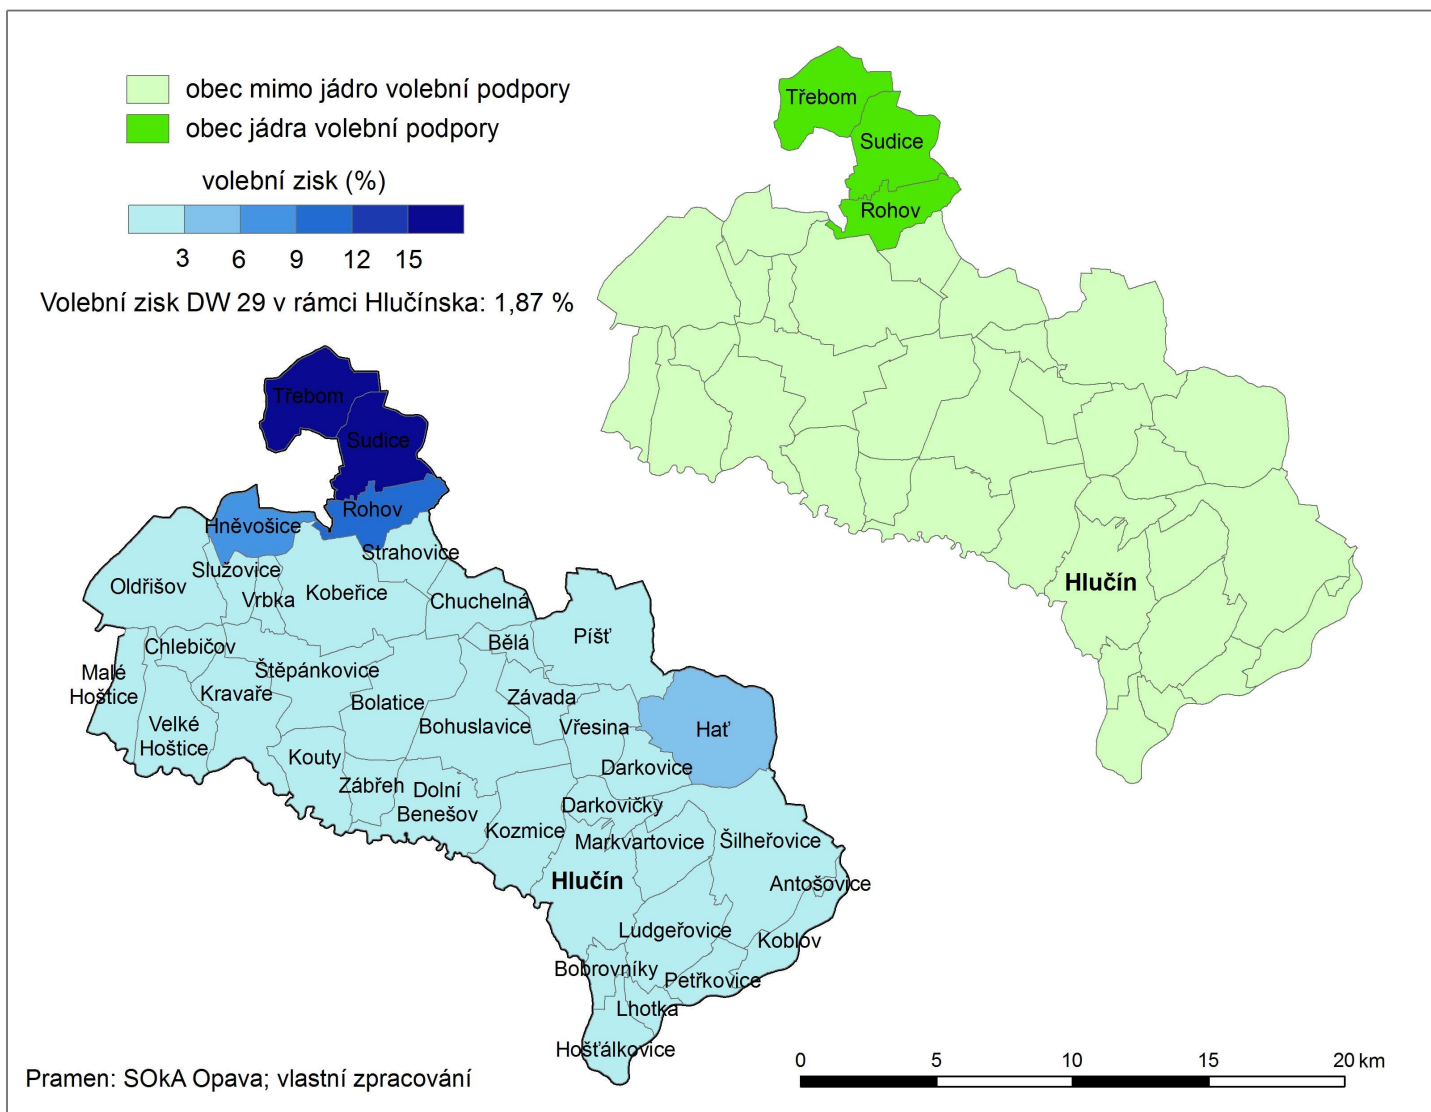 obec mimo jádro volební podpory
obec jádra volební podpory
volební zisk (%)
3 6 9 12 15
Volební zisk DW 29 v rámci Hlučínska: 1,87 %
Třebom
Sudice
Rohov
Hlučín
Třebom
Sudice
Rohov
Hněvošice
Strahovice
Služovice
Oldřišov
Vrbka
Kobeřice
Chuchelná
Píšť
Bělá
Chlebičov
Štěpánkovice
Malé
Hoštice
Kravaře
Bolatice
Závada
Velké
Hoštice
Bohuslavice
Vřesina
Hať
Kouty
Darkovice
Zábřeh
Dolní
Benešov
Darkovičky
Kozmice
Markvartovice
Šilheřovice
Hlučín
Antošovice
Ludgeřovice
Koblov
Bobrovníky
Petřkovice
Lhotka
Hošťálkovice
0 5 10 15 20 km
Pramen: SOkA Opava; vlastní zpracování